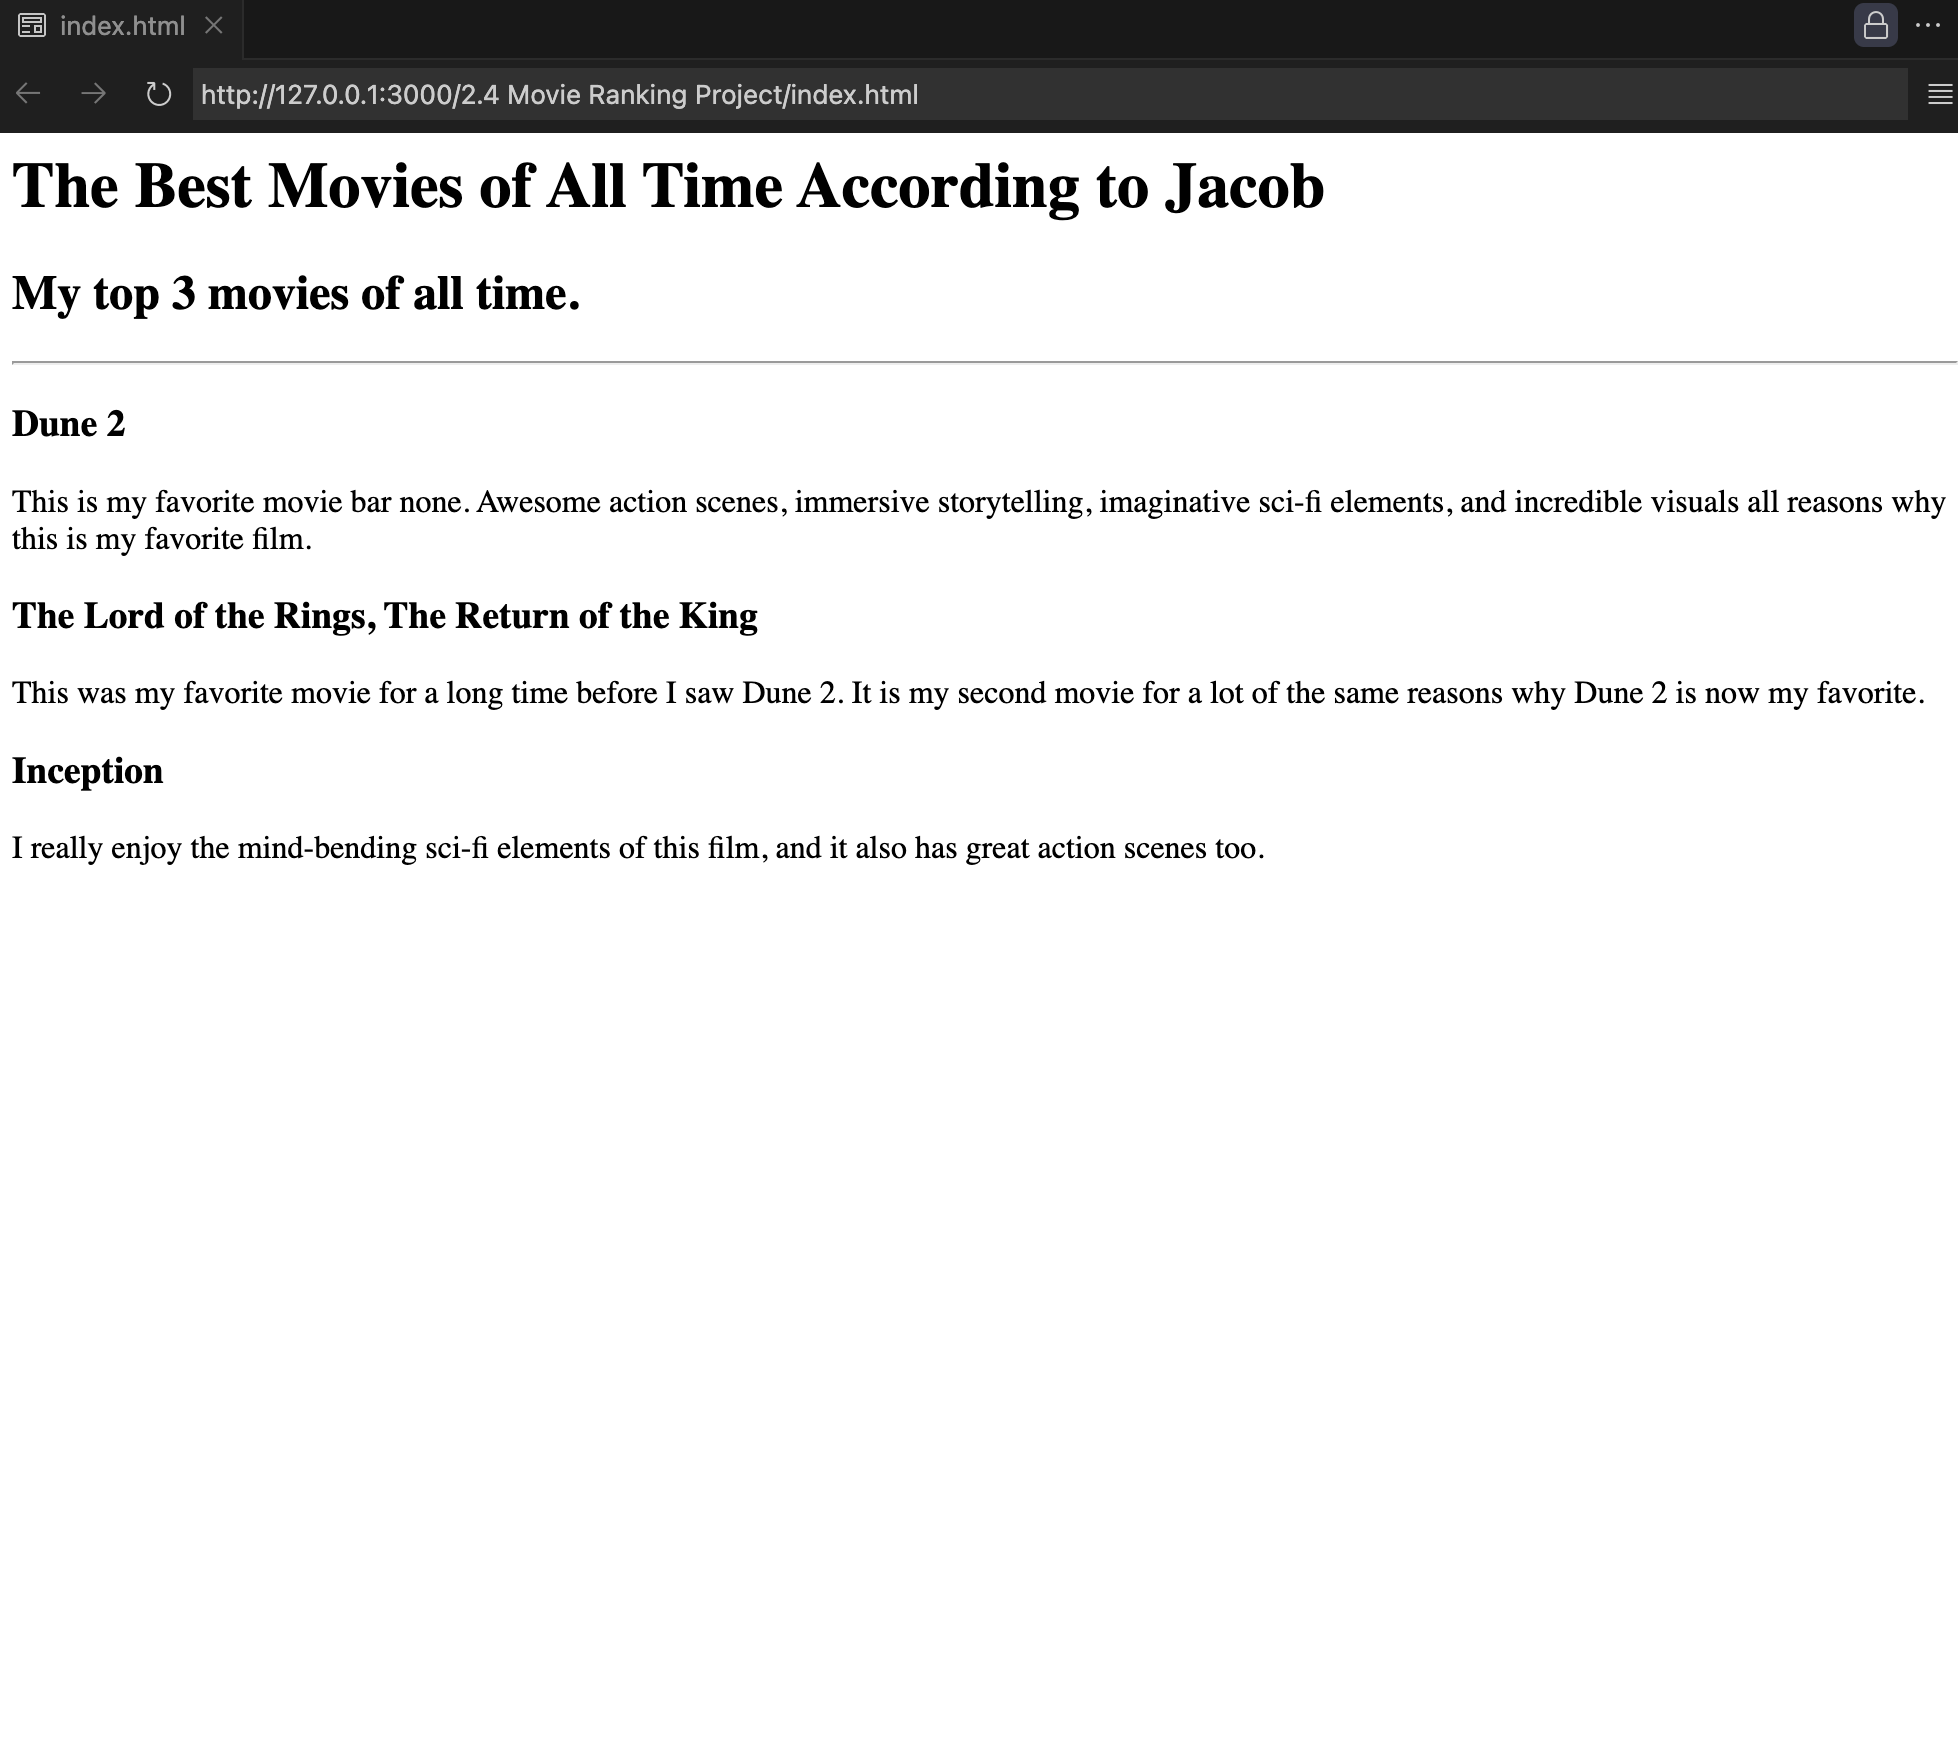 index.html
http://127.0.0.1:3000/2.4 Movie Ranking Project/index.html
The Best Movies of All Time According to Jacob
My top 3 movies of all time.
Dune 2
This is my favorite movie bar none. Awesome action scenes, immersive storytelling, imaginative sci-fi elements, and incredible visuals all reasons why
this is my favorite film.
The Lord of the Rings, The Return of the King
This was my favorite movie for a long time before I saw Dune 2. It is my second movie for a lot of the same reasons why Dune 2 is now my favorite.
Inception
I really enjoy the mind-bending sci-fi elements of this film, and it also has great action scenes too.